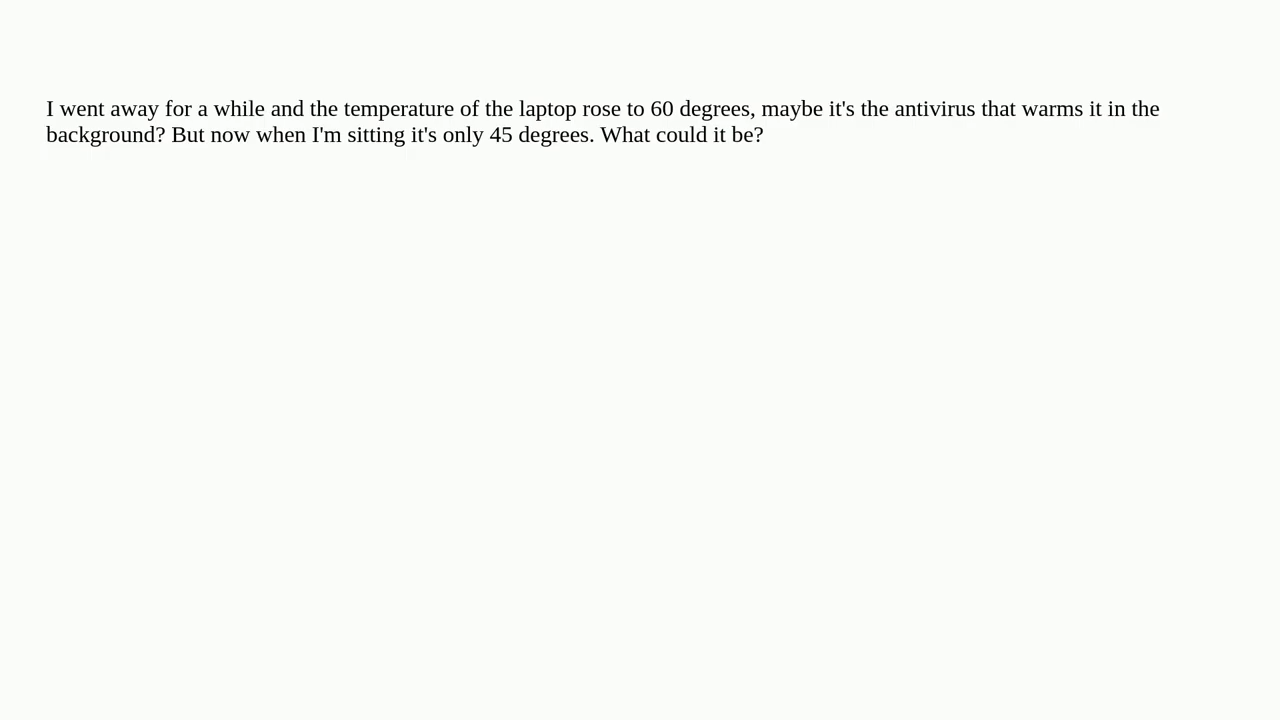 I went away for a while and the temperature of the laptop rose to 60 degrees, maybe it's the antivirus that warms it in the
background? But now when I'm sitting it's only 45 degrees. What could it be?